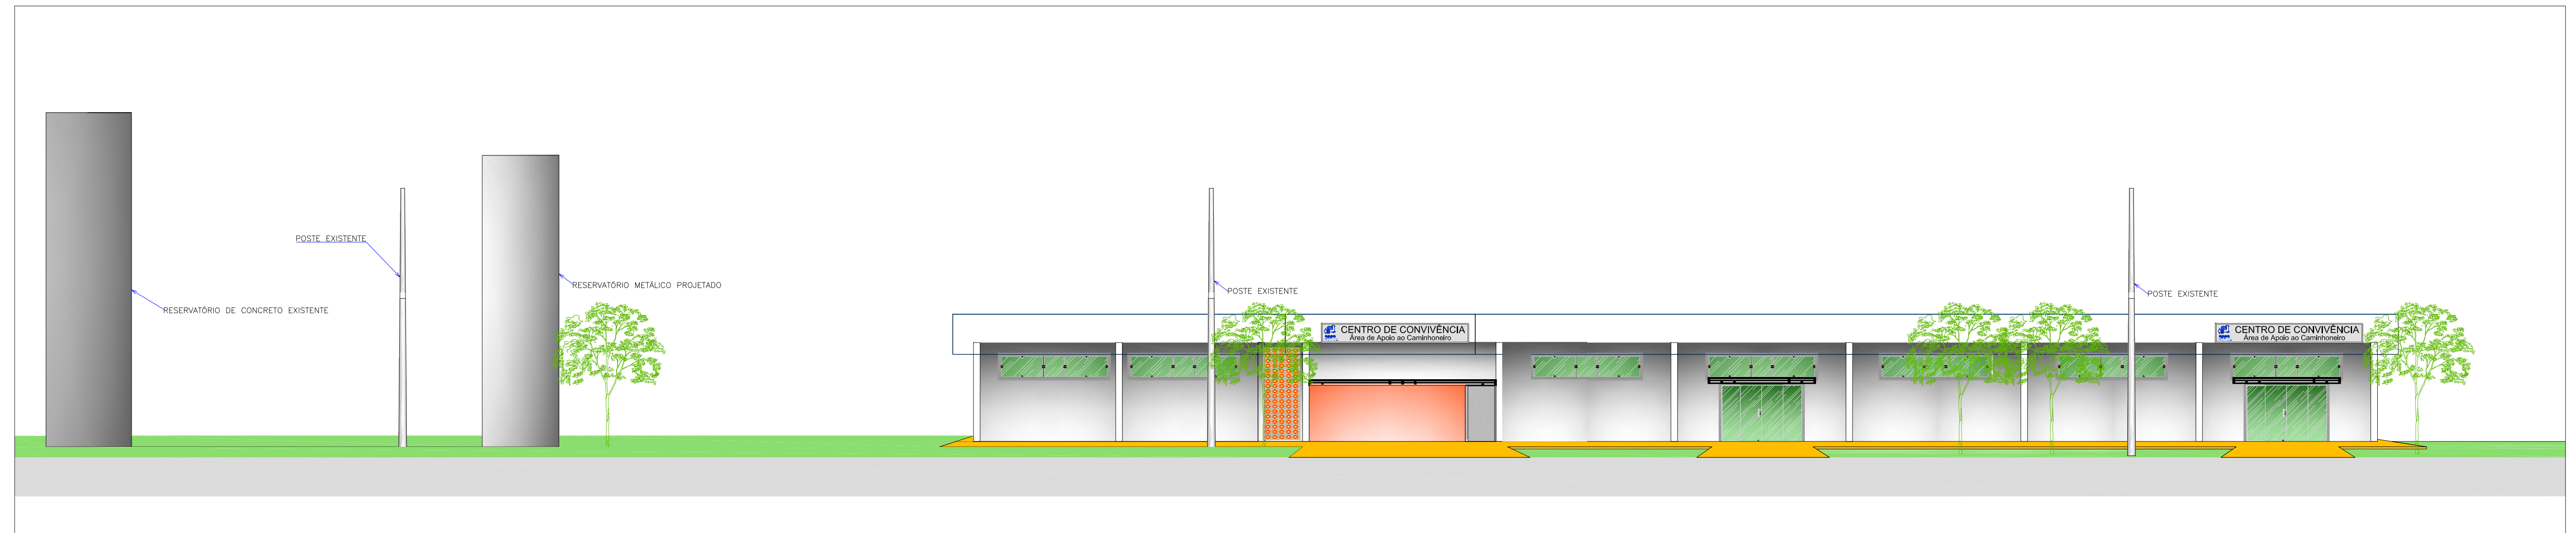 POSTE EXISTENTE
RESERVATÓRIO DE CONCRETO EXISTENTE
RESERVATÓRIO METÁLICO PROJETADO
POSTE EXISTENTE
CENTRO DE CONVIVÊNCIA
Área de Apoio ao Caminhoneiro
POSTE EXISTENTE
CENTRO DE CONVIVÊNCIA
Área de Apoio ao Caminhoneiro